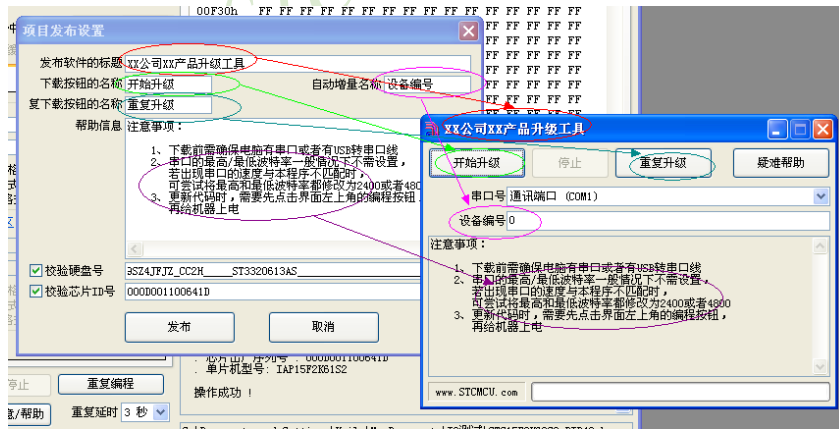 00F30h FF FF FF FF FF FF FF FF FF FF FF FF FF FF FF FF
项目发布设置
FF FF FF FF FF
FF FF FF FF FF
发布软件的标题 XX公司XX产品升级工具
下载按钮的名称 开始升级
自动增量名称 设备编号
复下载按钮的名称 重复升级
帮助信息
注意事项：
1、下载前需确保电脑有串口或者有USB转串口线
2、串口的最高/最低波特率一般情况下不需设置，
若出现串口的速度与本程序不匹配时，
可尝试将最高和最低波特率都修改为2400或者480
3、更新代码时，需要先点击界面左上角的编程按钮
再给机器上电
校验硬盘号
校验芯片ID号 000D001100641D
发布
取消
XX公司XX产品升级工具
开始升级
停止
重复升级
疑难帮助
串口号 通讯端口 (COM1)
设备编号 0
注意事项：
1、下载前需确保电脑有串口或者有USB转串口线
2、串口的最高/最低波特率一般情况下不需设置，
若出现串口的速度与本程序不匹配时，
可尝试将最高和最低波特率都修改为2400或者4800
3、更新代码时，需要先点击界面左上角的编程按钮，
再给机器上电
www.STCMCU.com
. 单片机型号: IAP15F2K61S2
操作成功 !
停止
重复编程
/帮助
重复延时 3 秒